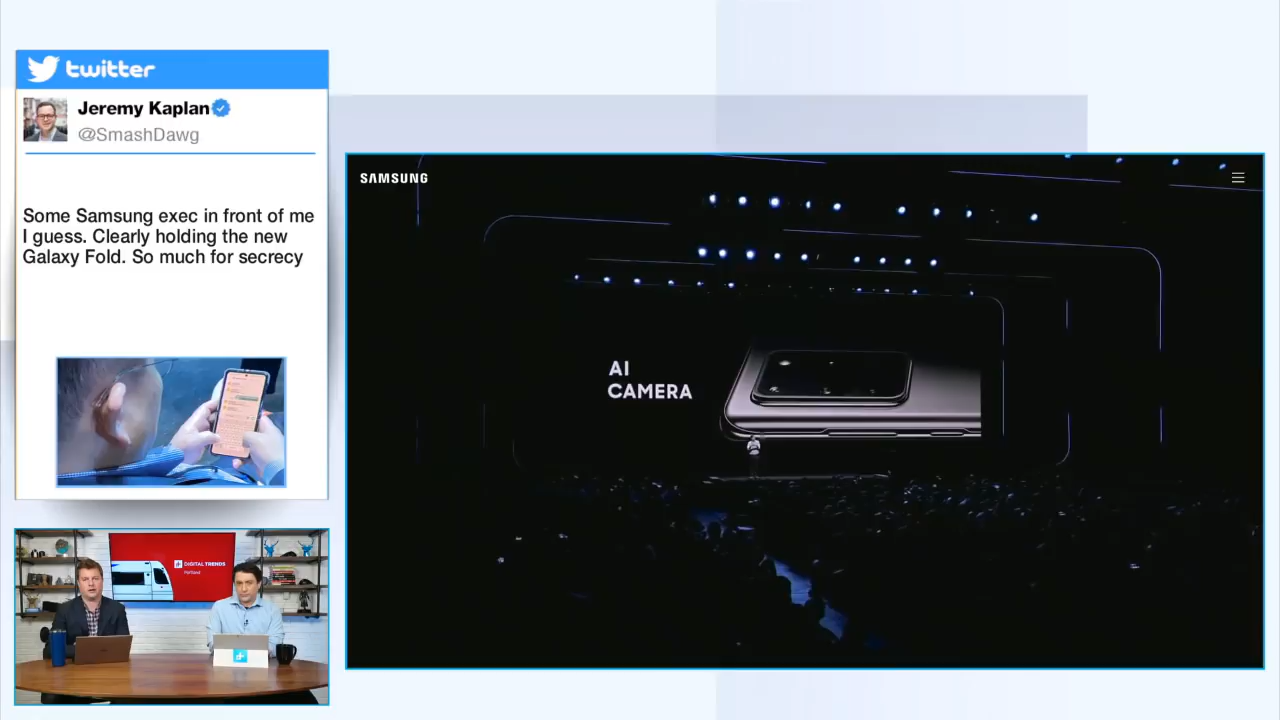 twitter
Jeremy Kaplan
@SmashDawg
Some Samsung exec in front of me
I guess. Clearly holding the new
Galaxy Fold. So much for secrecy
SAMSUNG
AI
CAMERA
DIGITAL TRENDS
Portland